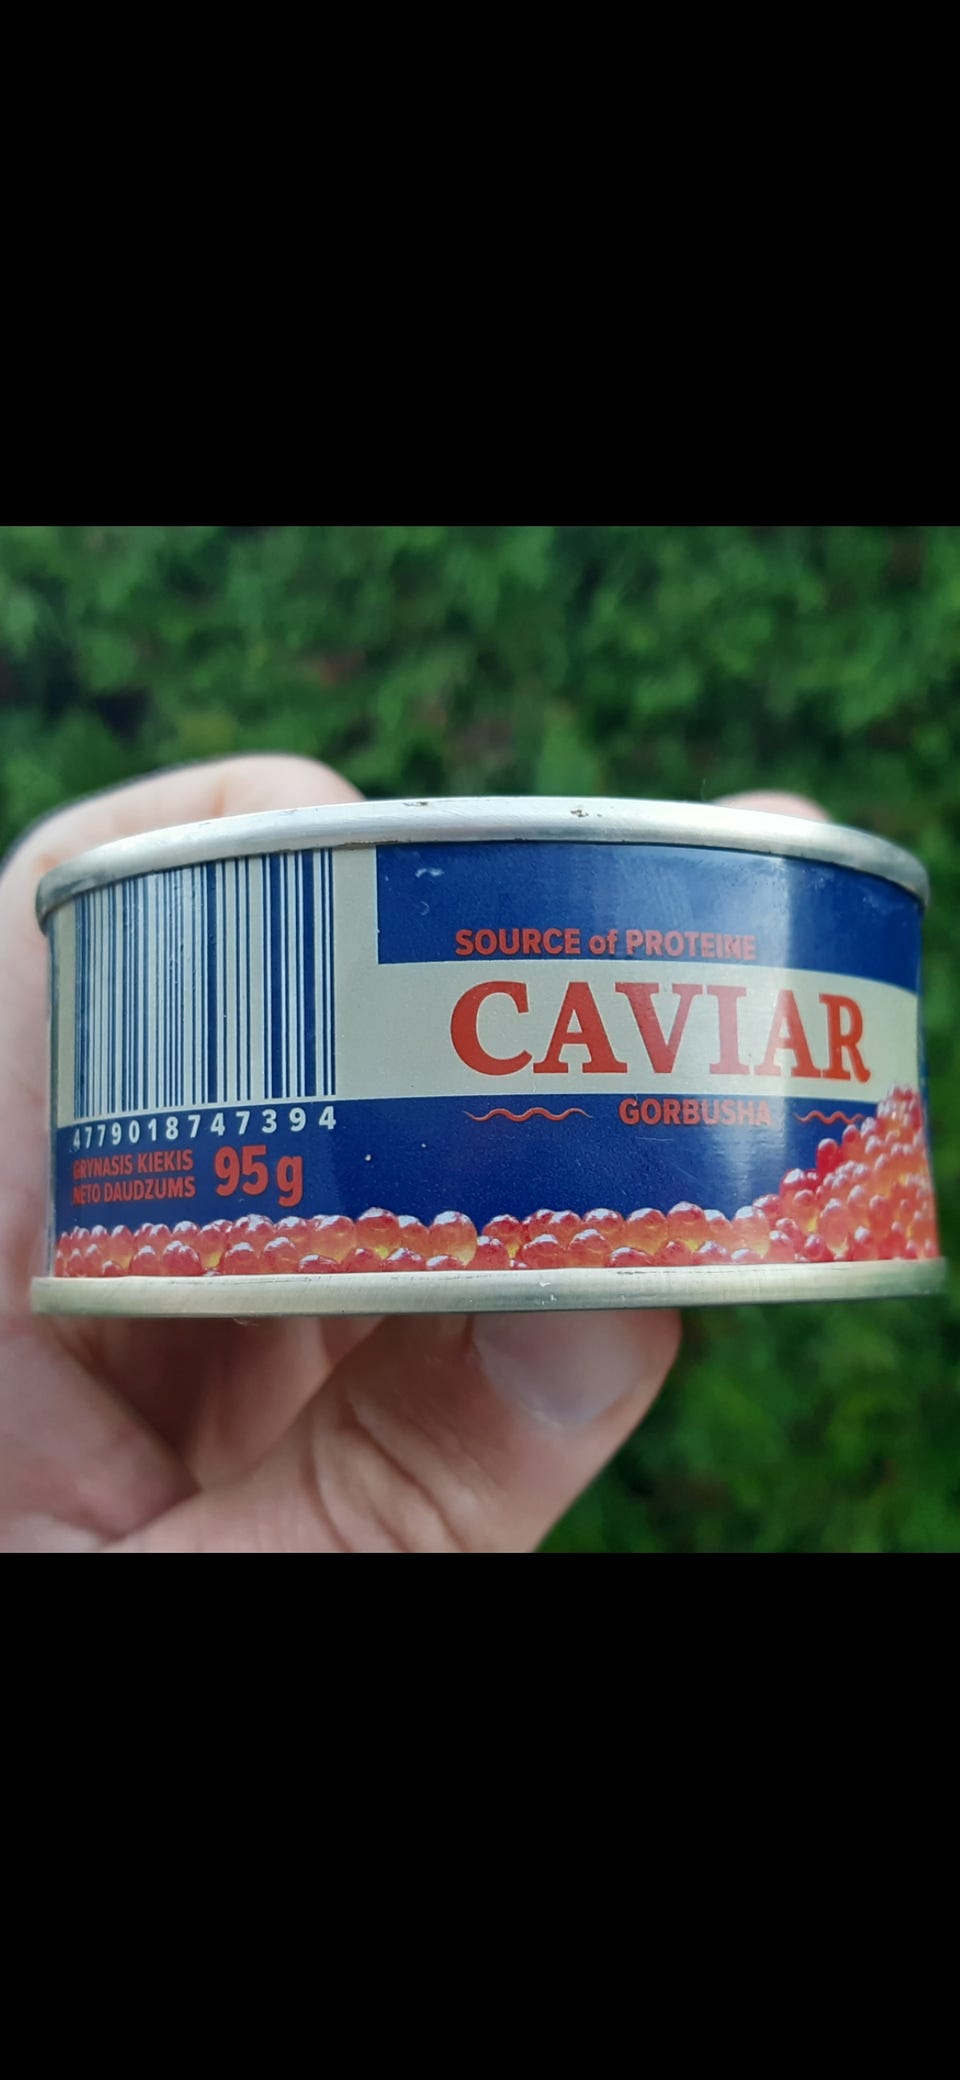 SOURCE of PROTEINE
CAVIAR
GORBUSHA
4779018747394
GRYNASIS KIEKIS
NETO DAUDZUMS
95g